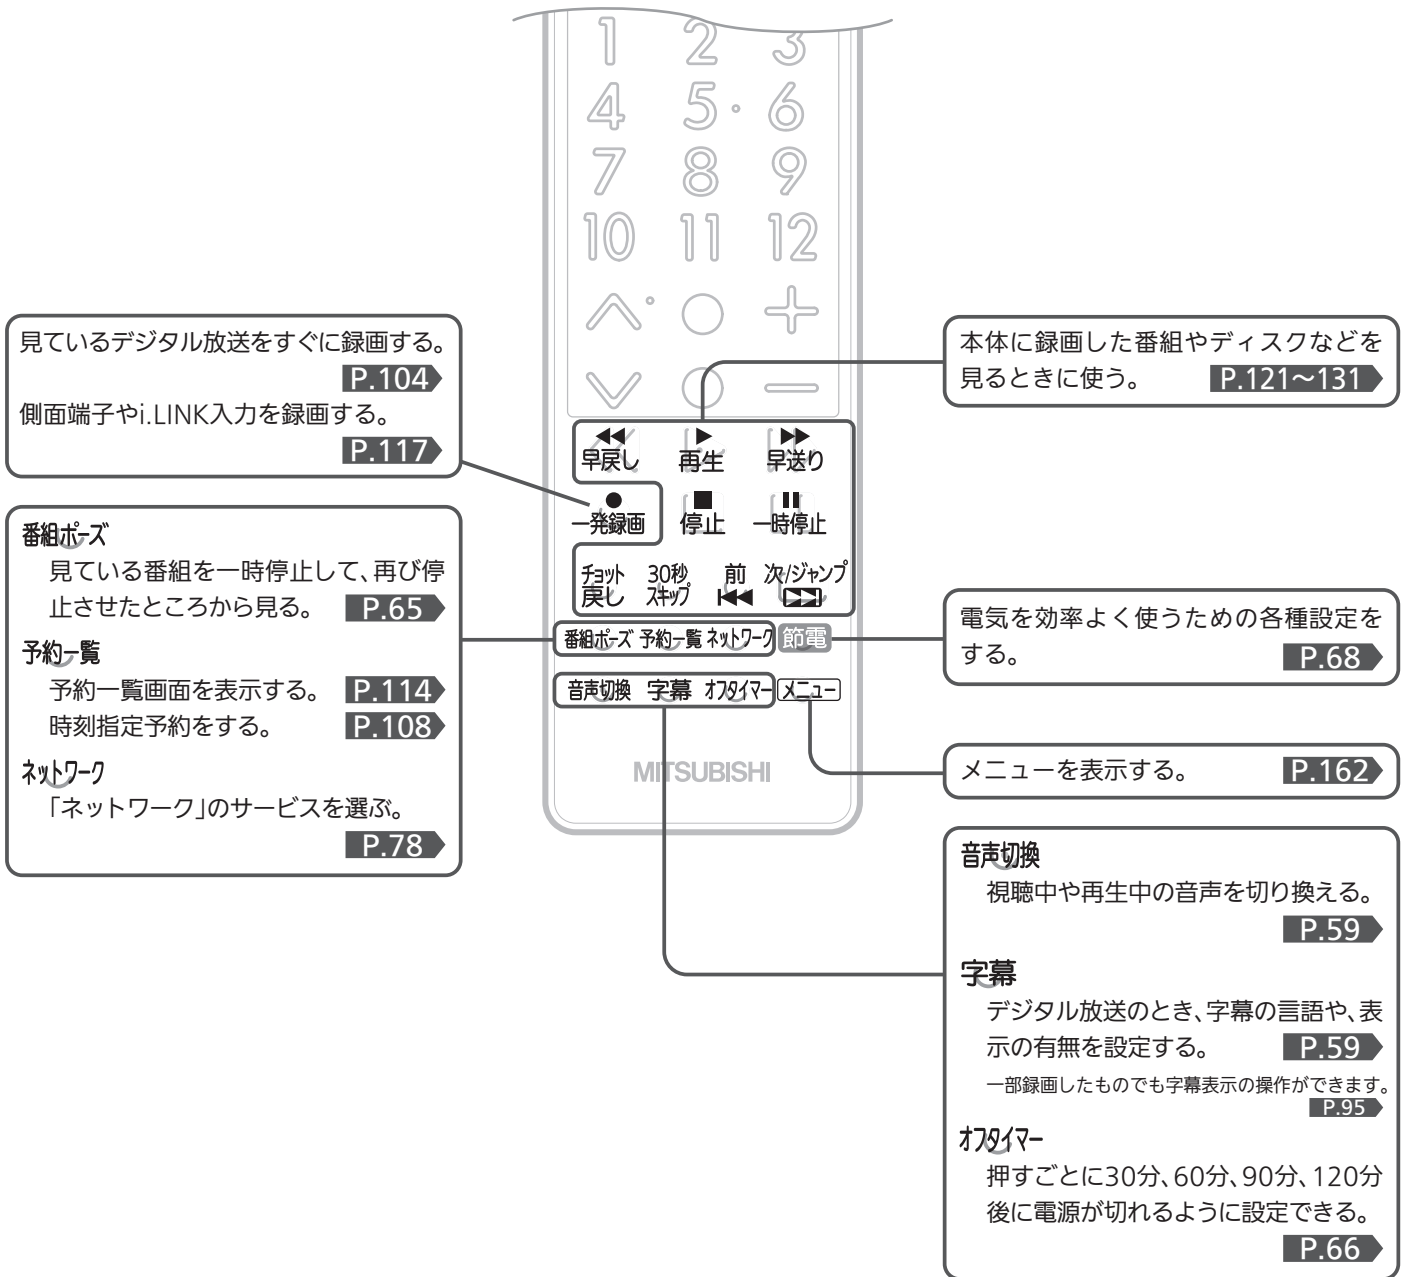 1 2 3
4 5 6
7 8 9
10 11 12
早戻し 再生 早送り
一発録画 停止 一時停止
チョット戻し 30秒スキップ 前 次/ジャンプ
番組ポーズ 予約一覧 ネットワーク 節電
音声切換 字幕 オフタイマー メニュー
MITSUBISHI
見ているデジタル放送をすぐに録画する。
P.104
側面端子やi.LINK入力を録画する。
P.117
番組ポーズ
見ている番組を一時停止して、再び停
止させたところから見る。 P.65
予約一覧
予約一覧画面を表示する。 P.114
時刻指定予約をする。 P.108
ネットワーク
「ネットワーク」のサービスを選ぶ。
P.78
本体に録画した番組やディスクなどを
見るときに使う。 P.121~131
電気を効率よく使うための各種設定を
する。 P.68
メニューを表示する。 P.162
音声切換
視聴中や再生中の音声を切り換える。
P.59
字幕
デジタル放送のとき、字幕の言語や、表
示の有無を設定する。 P.59
一部録画したものでも字幕表示の操作ができます。
P.95
オフタイマー
押すごとに30分、60分、90分、120分
後に電源が切れるように設定できる。
P.66